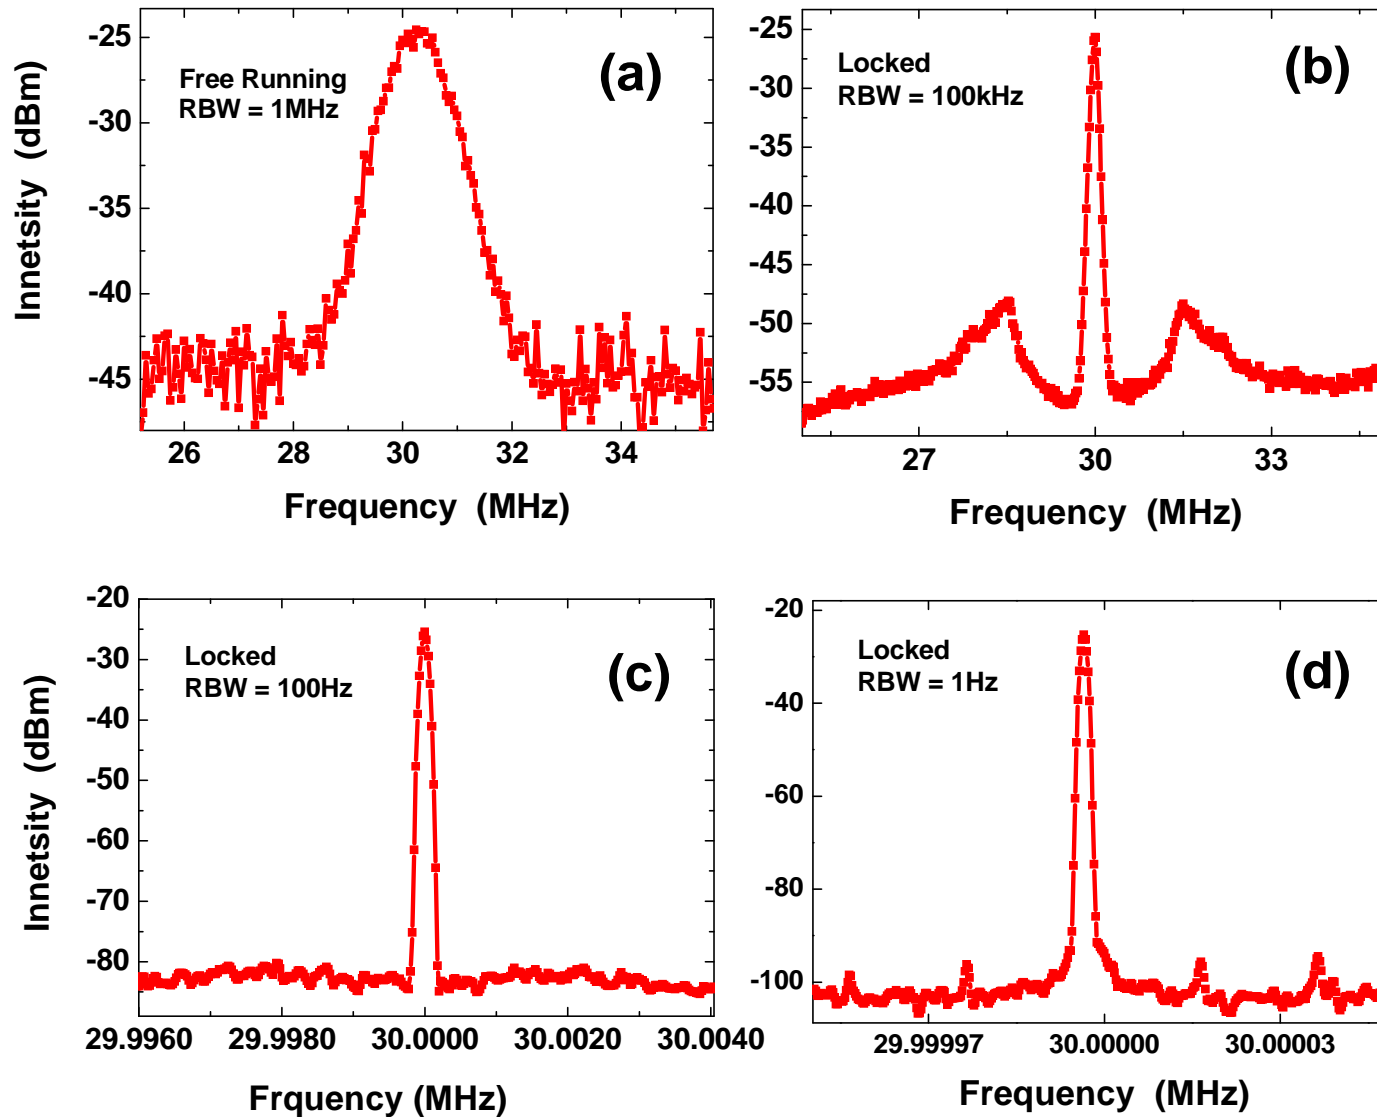 (a)
Free Running
RBW = 1MHz
Innetsity (dBm)
-25
-30
-35
-40
-45
26 28 30 32 34
Frequency (MHz)
(b)
Locked
RBW = 100kHz
-25
-30
-35
-40
-45
-50
-55
27 30 33
Frequency (MHz)
(c)
Locked
RBW = 100Hz
Innetsity (dBm)
-20
-30
-40
-50
-60
-70
-80
29.9960 29.9980 30.0000 30.0020 30.0040
Frquency (MHz)
(d)
Locked
RBW = 1Hz
-20
-40
-60
-80
-100
29.99997 30.00000 30.00003
Frequency (MHz)